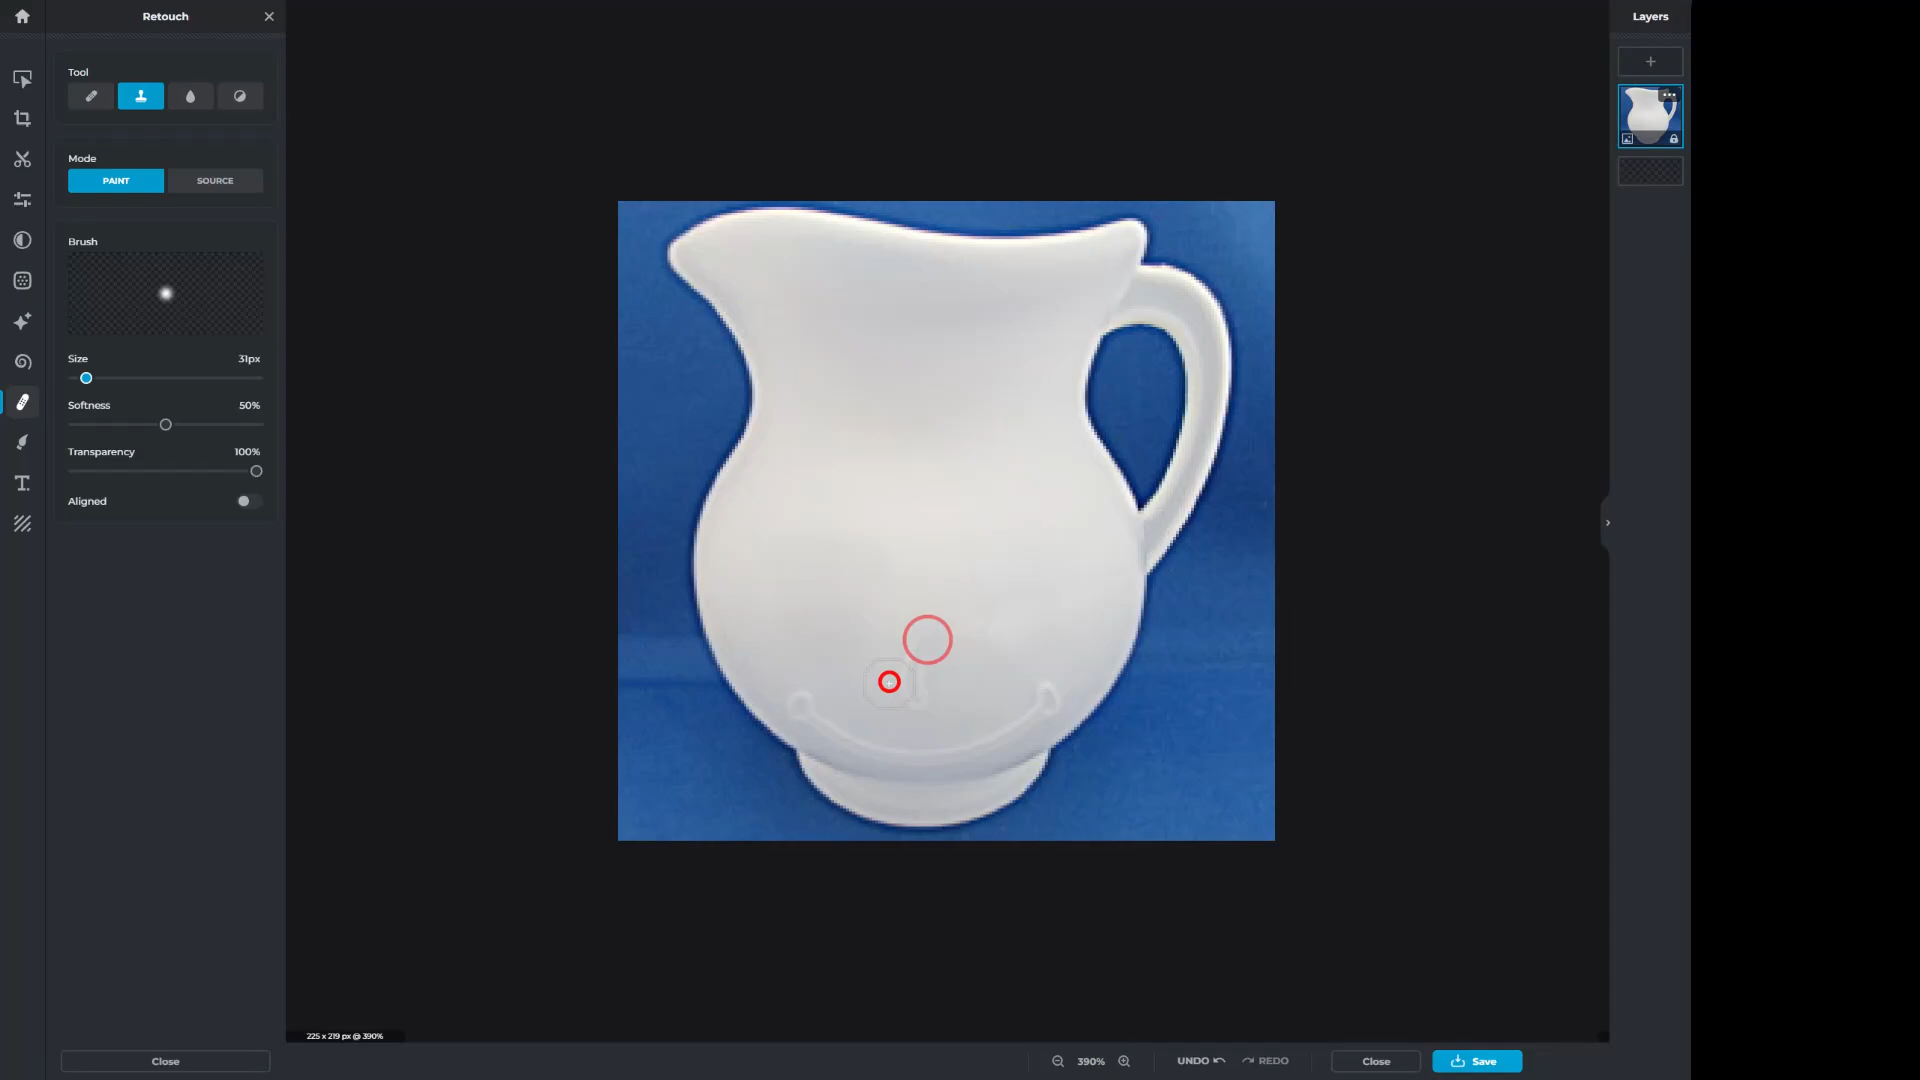 Retouch
Layers
Tool
Mode
PAINT
SOURCE
Brush
Size
31px
Softness
50%
Transparency
100%
Aligned
225 x 219 px @ 390%
Close
390%
UNDO
REDO
Close
Save